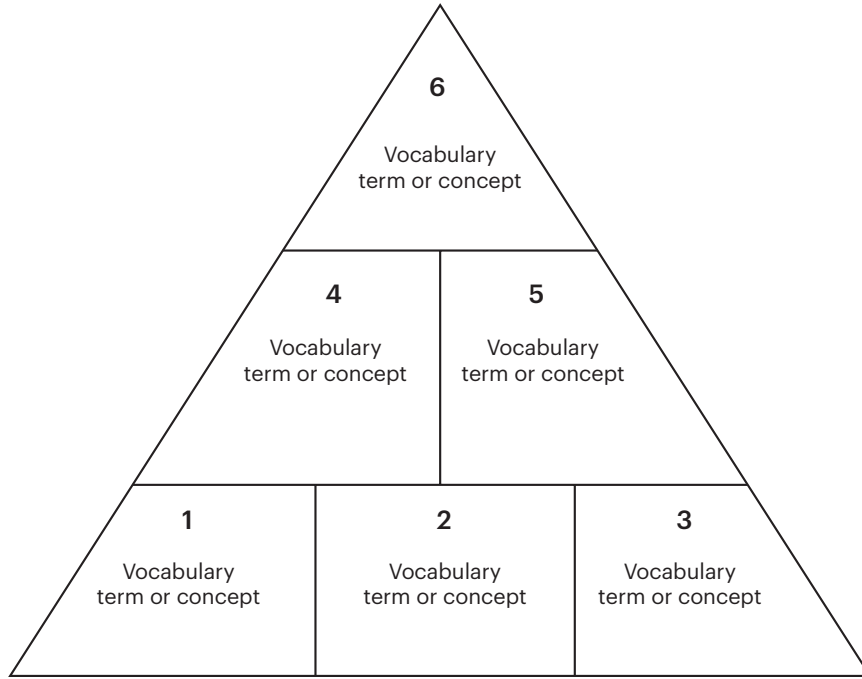 6
Vocabulary
term or concept
4
Vocabulary
term or concept
5
Vocabulary
term or concept
1
Vocabulary
term or concept
2
Vocabulary
term or concept
3
Vocabulary
term or concept